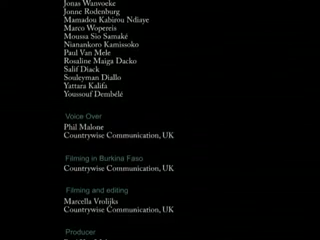 Jonas Wanvoeke
Jonne Rodenburg
Mamadou Kabirou Ndiaye
Marco Wopereis
Moussa Sio Samaké
Nianankoro Kamissoko
Paul Van Mele
Rosaline Maiga Dacko
Salif Diack
Souleyman Diallo
Yattara Kalifa
Youssouf Dembélé
Voice Over
Phil Malone
Countrywise Communication, UK
Filming in Burkina Faso
Countrywise Communication, UK
Filming and editing
Marcella Vrolijks
Countrywise Communication, UK
Producer